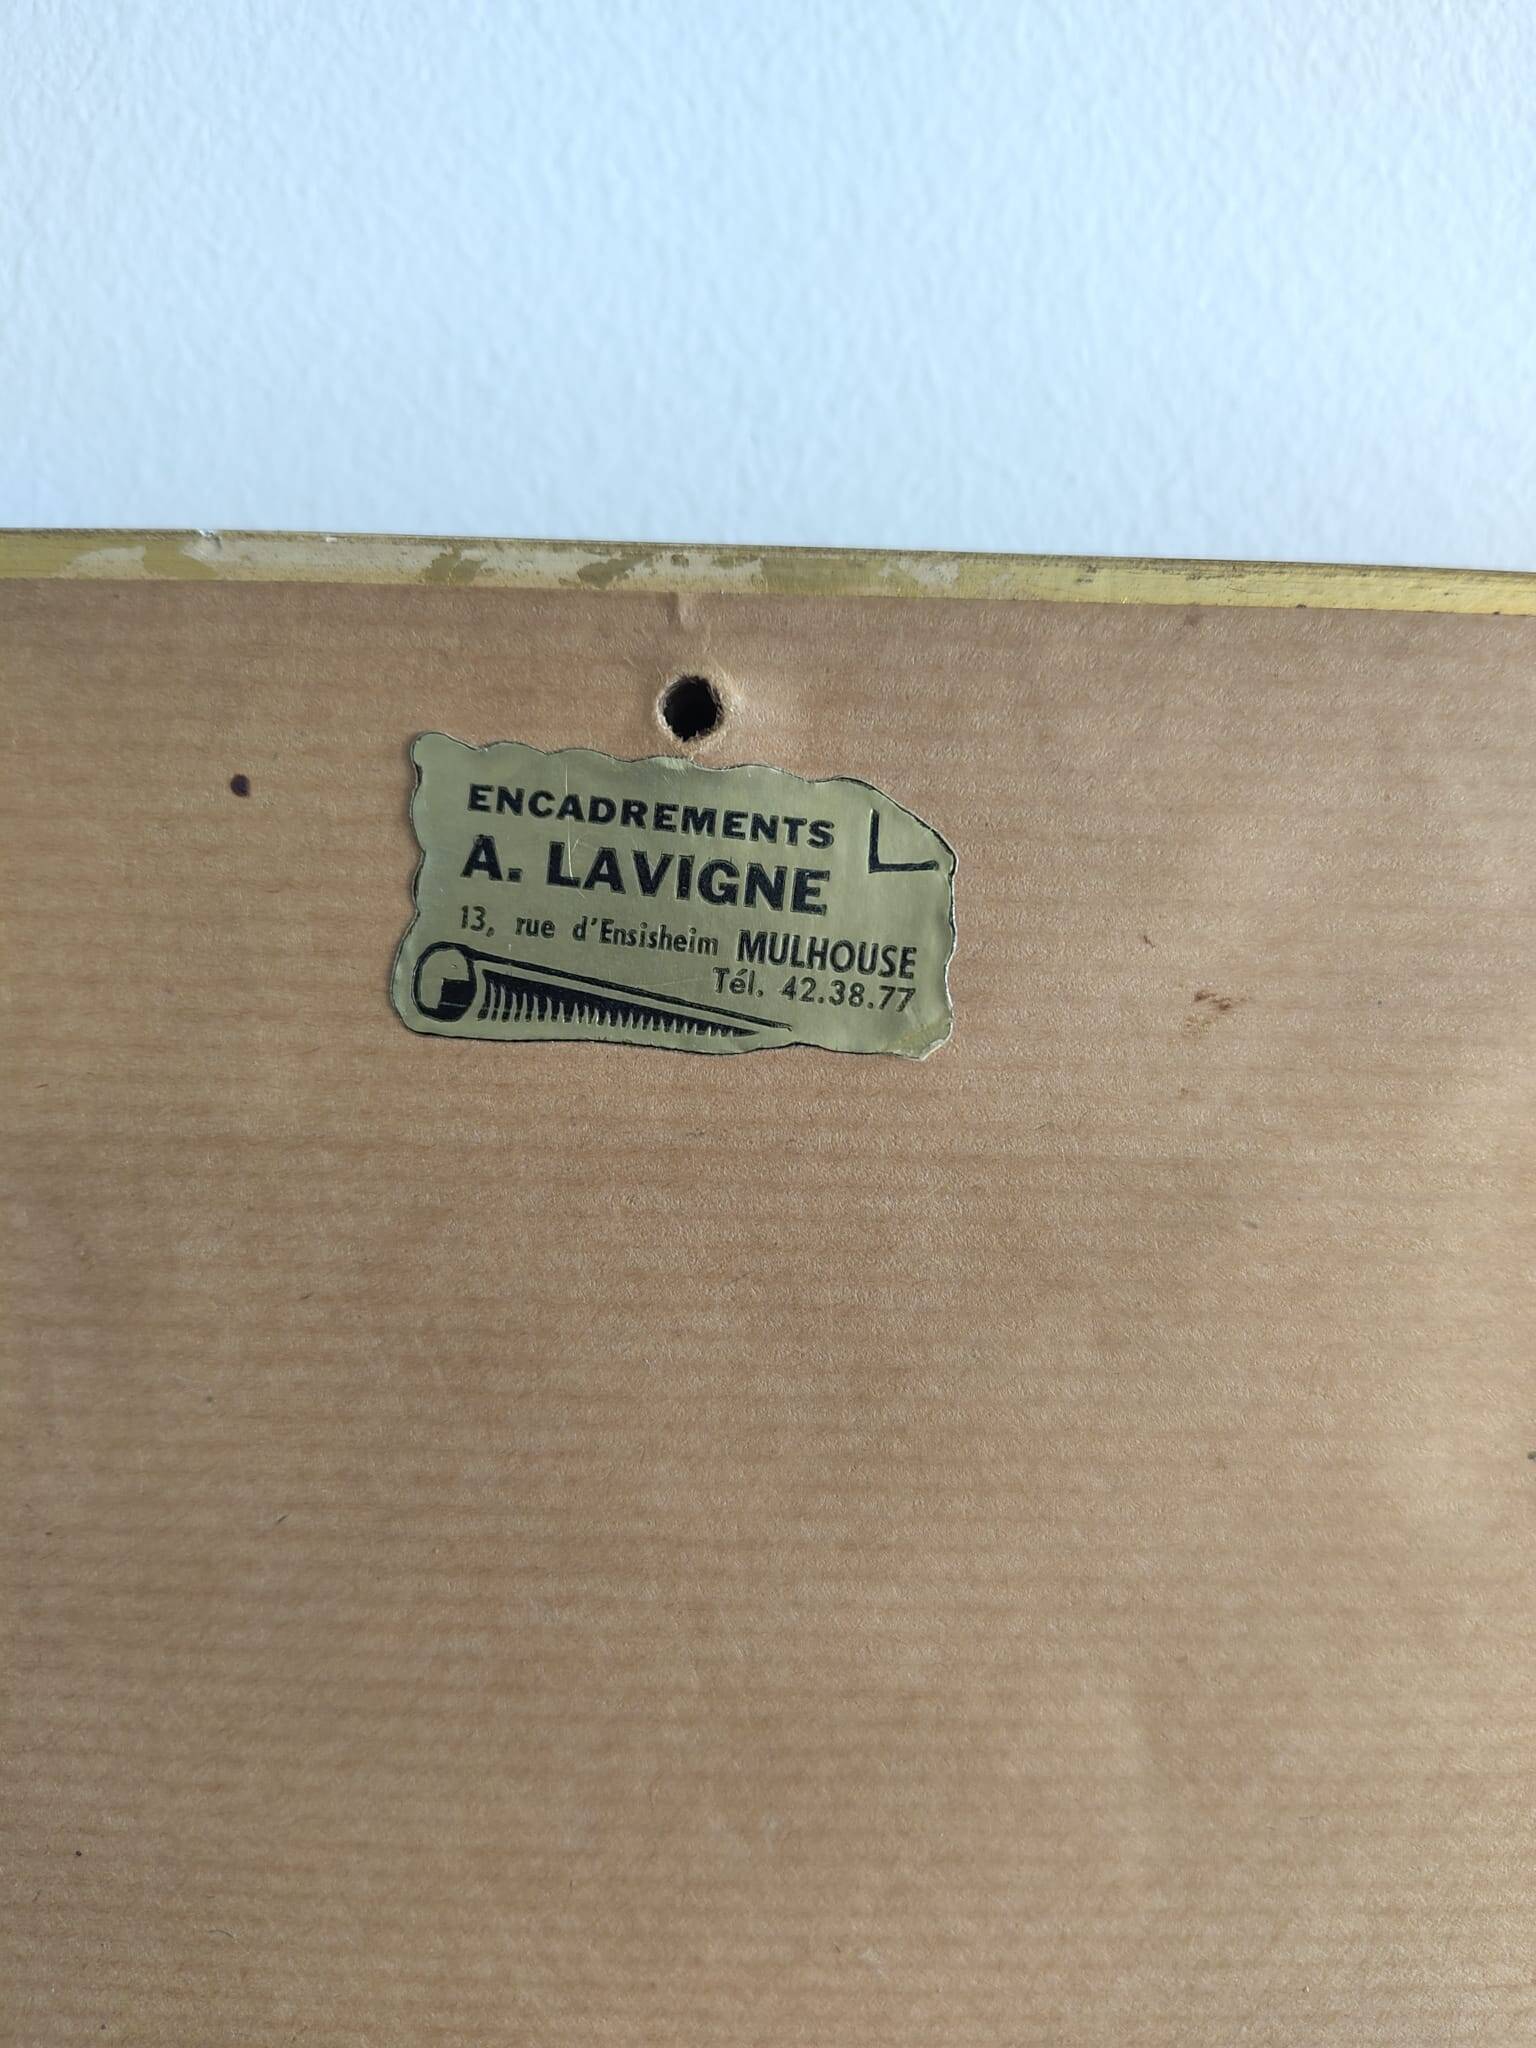 ENCADREMENTS
A. LAVIGNE
13, rue d'Ensisheim MULHOUSE
Tél. 42.38.77